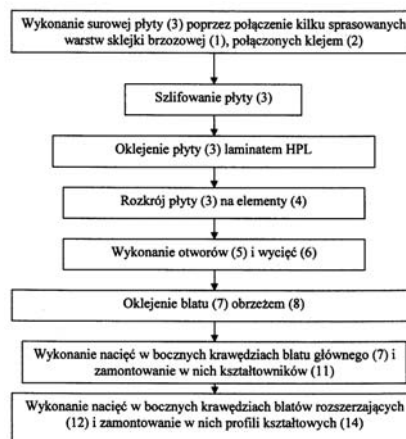 Wykonanie surowej płyty (3) poprzez połączenie kilku sprasowanych
warstw sklejki brzozowej (1), połączonych klejem (2)
Szlifowanie płyty (3)
Oklejenie płyty (3) laminatem HPL
Rozkrój płyty (3) na elementy (4)
Wykonanie otworów (5) i wycięć (6)
Oklejenie blatu (7) obrzeżem (8)
Wykonanie nacięć w bocznych krawędziach blatu głównego (7) i
zamontowanie w nich kształtowników (11)
Wykonanie nacięć w bocznych krawędziach blatów rozszerzających
(12) i zamontowanie w nich profili kształtowych (14)